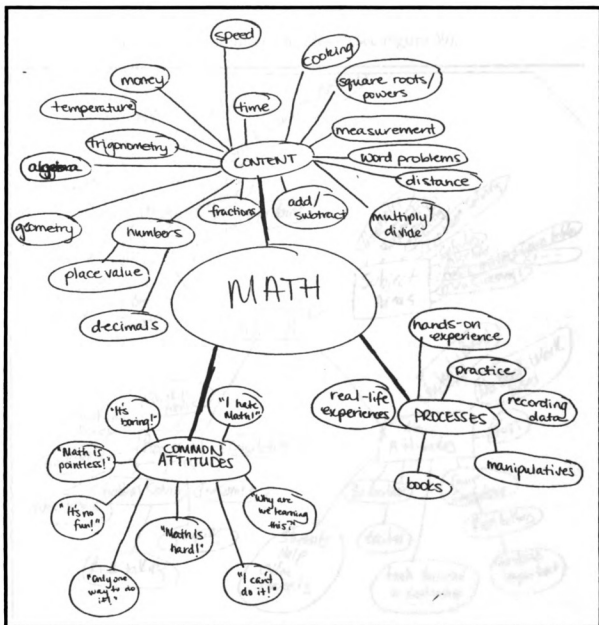 speed
cooking
money
square roots/
powers
temperature
time
measurement
trigonometry
CONTENT
word problems
algebra
distance
fractions
add/
subtract
multiply/
divide
geometry
numbers
place value
decimals
MATH
hands-on
experience
practice
real-life
experiences
PROCESSES
recording
data
manipulatives
books
"It's
boring!"
"I hate
Math!"
"Math is
pointless!"
COMMON
ATTITUDES
"It's no
fun!"
"Math is
hard!"
"Why are
we learning
this?"
"Only one
way to do
it!"
"I can't
do it!"